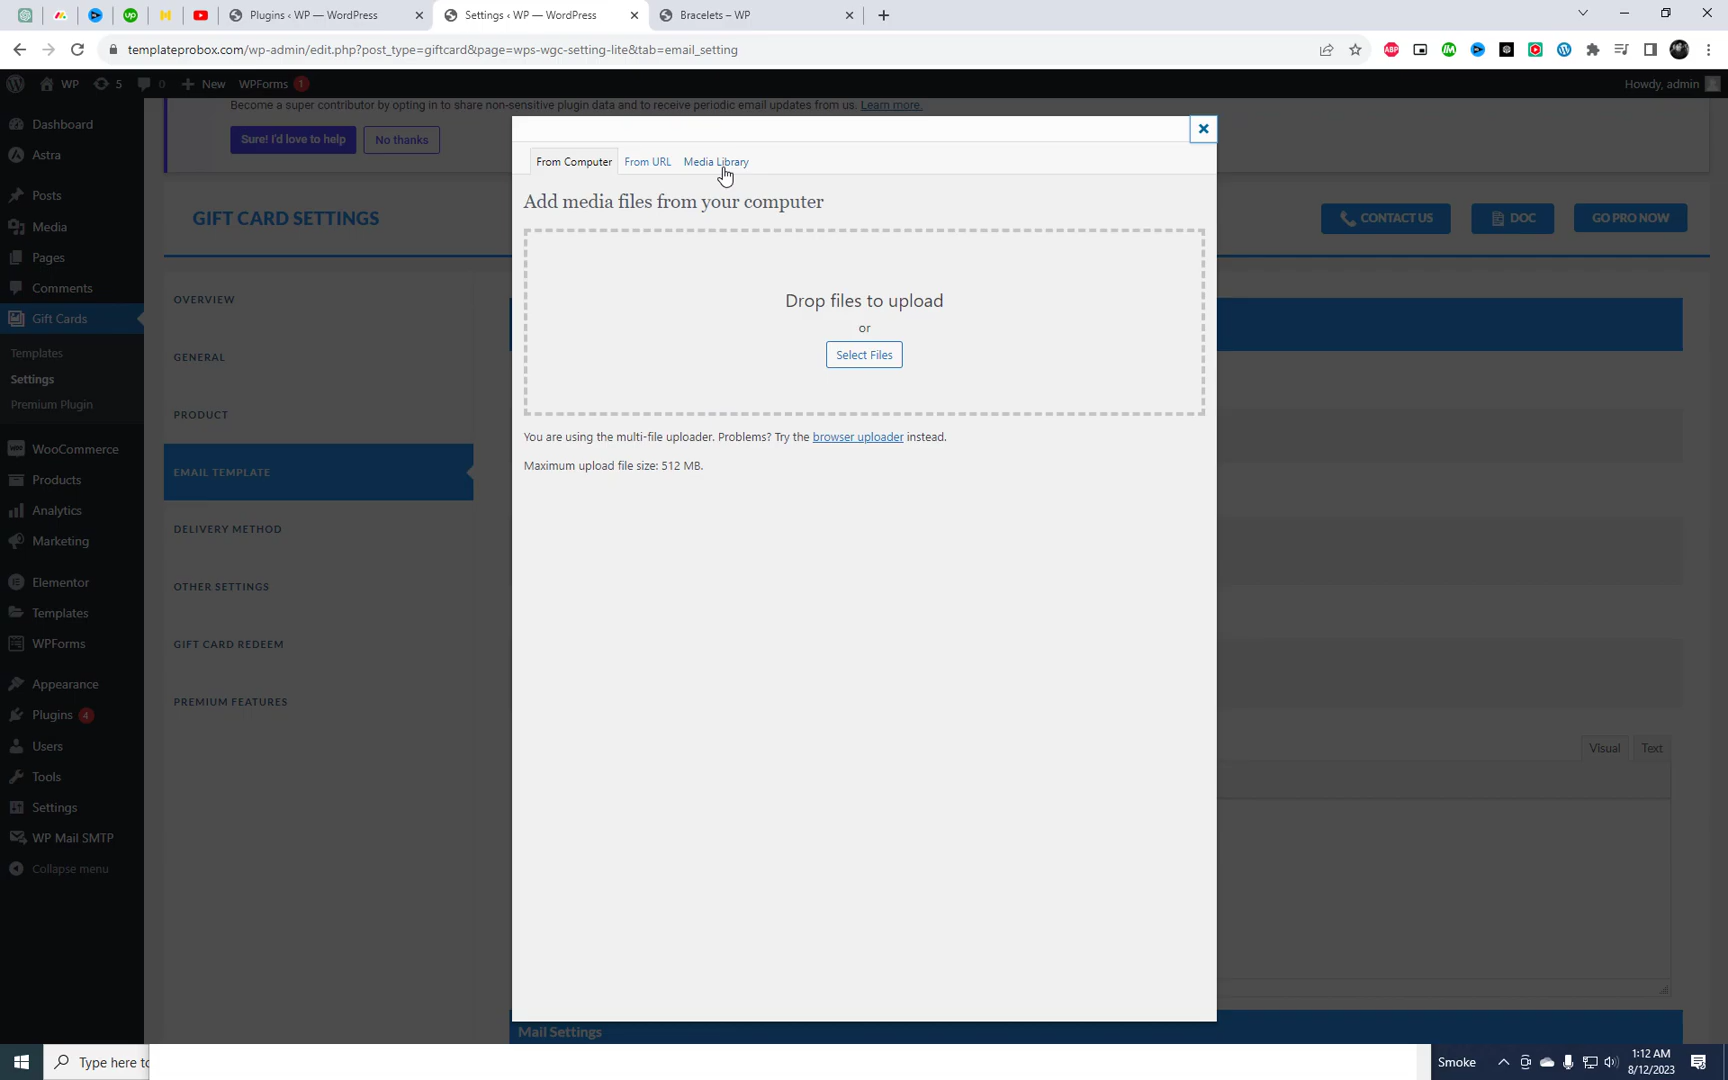 Plugins ‹ WP — WordPress
Settings ‹ WP — WordPress
Bracelets – WP
templateprobox.com/wp-admin/edit.php?post_type=giftcard&page=wps-wgc-setting-lite&tab=email_setting
WP 5 0 New WPForms 1 Howdy, admin
Become a super contributor by opting in to share non-sensitive plugin data and to receive periodic email updates from us. Learn more.
Sure! I'd love to help No thanks
Dashboard
Astra
Posts
Media
Pages
Comments
Gift Cards
Templates
Settings
Premium Plugin
WooCommerce
Products
Analytics
Marketing
Elementor
Templates
WPForms
Appearance
Plugins 4
Users
Tools
Settings
WP Mail SMTP
Collapse menu
GIFT CARD SETTINGS
CONTACT US
DOC
GO PRO NOW
OVERVIEW
GENERAL
PRODUCT
EMAIL TEMPLATE
DELIVERY METHOD
OTHER SETTINGS
GIFT CARD REDEEM
PREMIUM FEATURES
From Computer From URL Media Library
Add media files from your computer
Drop files to upload
or
Select Files
You are using the multi-file uploader. Problems? Try the browser uploader instead.
Maximum upload file size: 512 MB.
Visual Text
Mail Settings
Type here to
Smoke
1:12 AM
8/12/2023